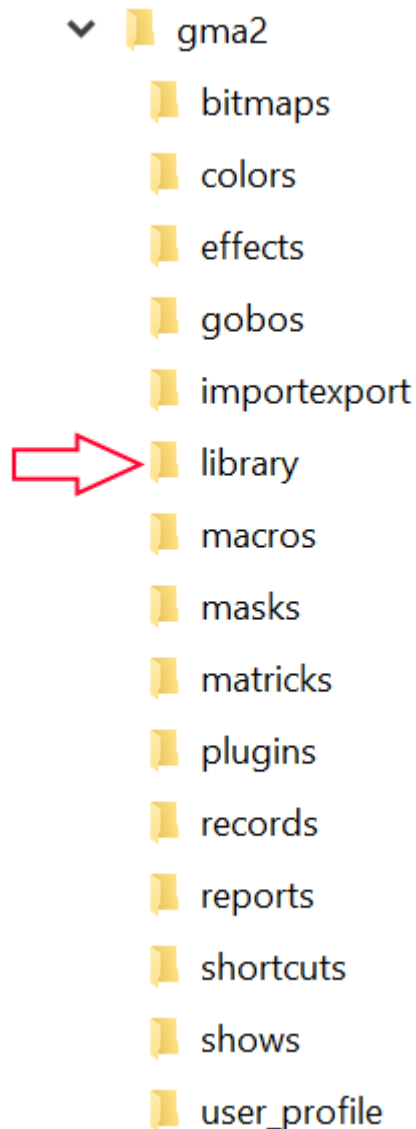 gma2
bitmaps
colors
effects
gobos
importexport
library
macros
masks
matricks
plugins
records
reports
shortcuts
shows
user_profile